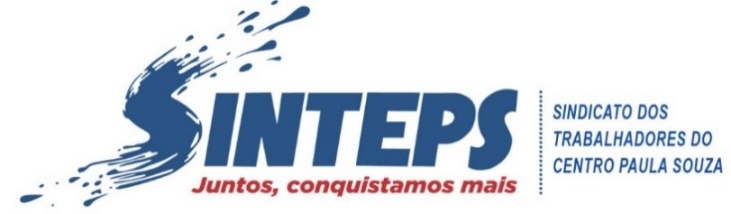 SINTEPS
Juntos, conquistamos mais
SINDICATO DOS
TRABALHADORES DO
CENTRO PAULA SOUZA